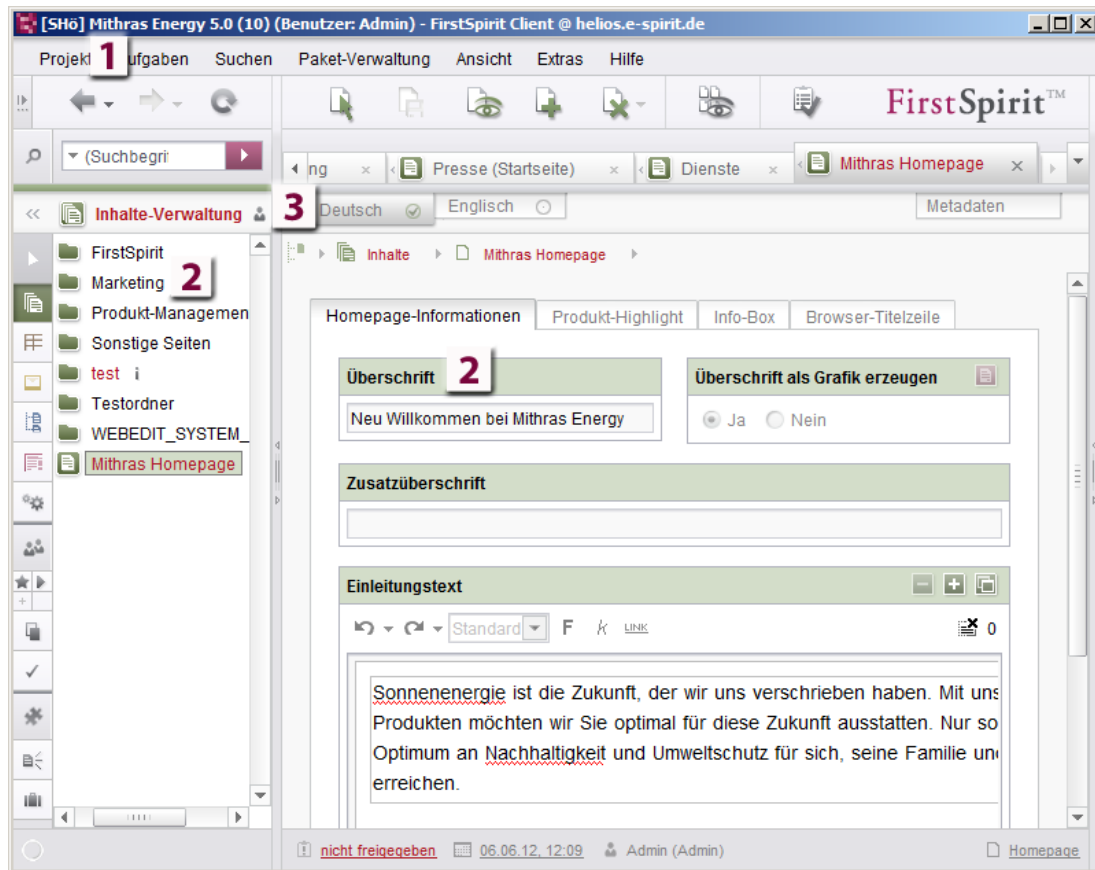 [SHö] Mithras Energy 5.0 (10) (Benutzer: Admin) - FirstSpirit Client @ helios.e-spirit.de
Projekt 1 ufgaben Suchen Paket-Verwaltung Ansicht Extras Hilfe
FirstSpirit™
(Suchbegrif
ng Presse (Startseite) Dienste Mithras Homepage
Inhalte-Verwaltung 3 Deutsch Englisch Metadaten
FirstSpirit
Marketing 2
Produkt-Managemen
Sonstige Seiten
test i
Testordner
WEBEDIT_SYSTEM_
Mithras Homepage
Inhalte Mithras Homepage
Homepage-Informationen Produkt-Highlight Info-Box Browser-Titelzeile
Überschrift 2 Überschrift als Grafik erzeugen
Neu Willkommen bei Mithras Energy Ja Nein
Zusatzüberschrift
Einleitungstext
Standard F k LINK 0
Sonnenenergie ist die Zukunft, der wir uns verschrieben haben. Mit uns
Produkten möchten wir Sie optimal für diese Zukunft ausstatten. Nur so
Optimum an Nachhaltigkeit und Umweltschutz für sich, seine Familie und
erreichen.
nicht freigegeben 06.06.12, 12:09 Admin (Admin) Homepage